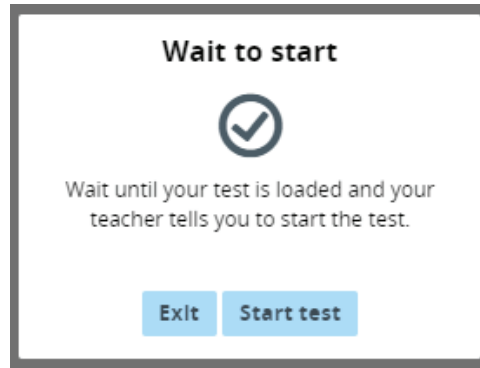 Wait to start
Wait until your test is loaded and your
teacher tells you to start the test.
Exit Start test